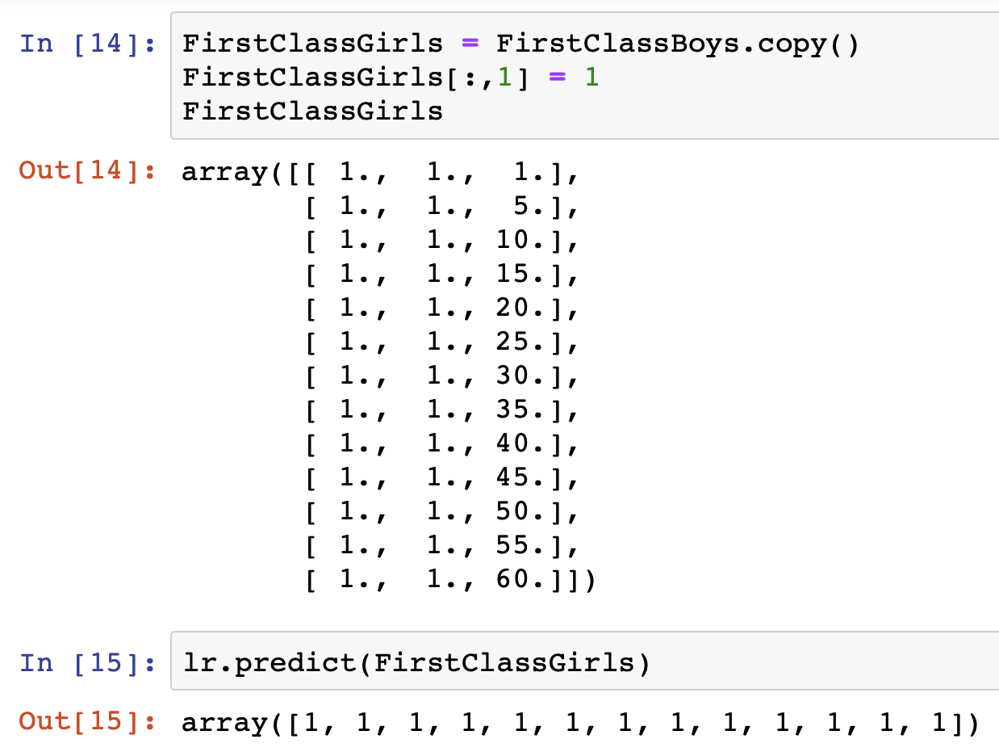 In [14]: FirstClassGirls = FirstClassBoys.copy()
FirstClassGirls[:,1] = 1
FirstClassGirls
Out[14]: array([[ 1.,  1.,  1.],
[ 1.,  1.,  5.],
[ 1.,  1., 10.],
[ 1.,  1., 15.],
[ 1.,  1., 20.],
[ 1.,  1., 25.],
[ 1.,  1., 30.],
[ 1.,  1., 35.],
[ 1.,  1., 40.],
[ 1.,  1., 45.],
[ 1.,  1., 50.],
[ 1.,  1., 55.],
[ 1.,  1., 60.]])
In [15]: lr.predict(FirstClassGirls)
Out[15]: array([1, 1, 1, 1, 1, 1, 1, 1, 1, 1, 1, 1, 1])